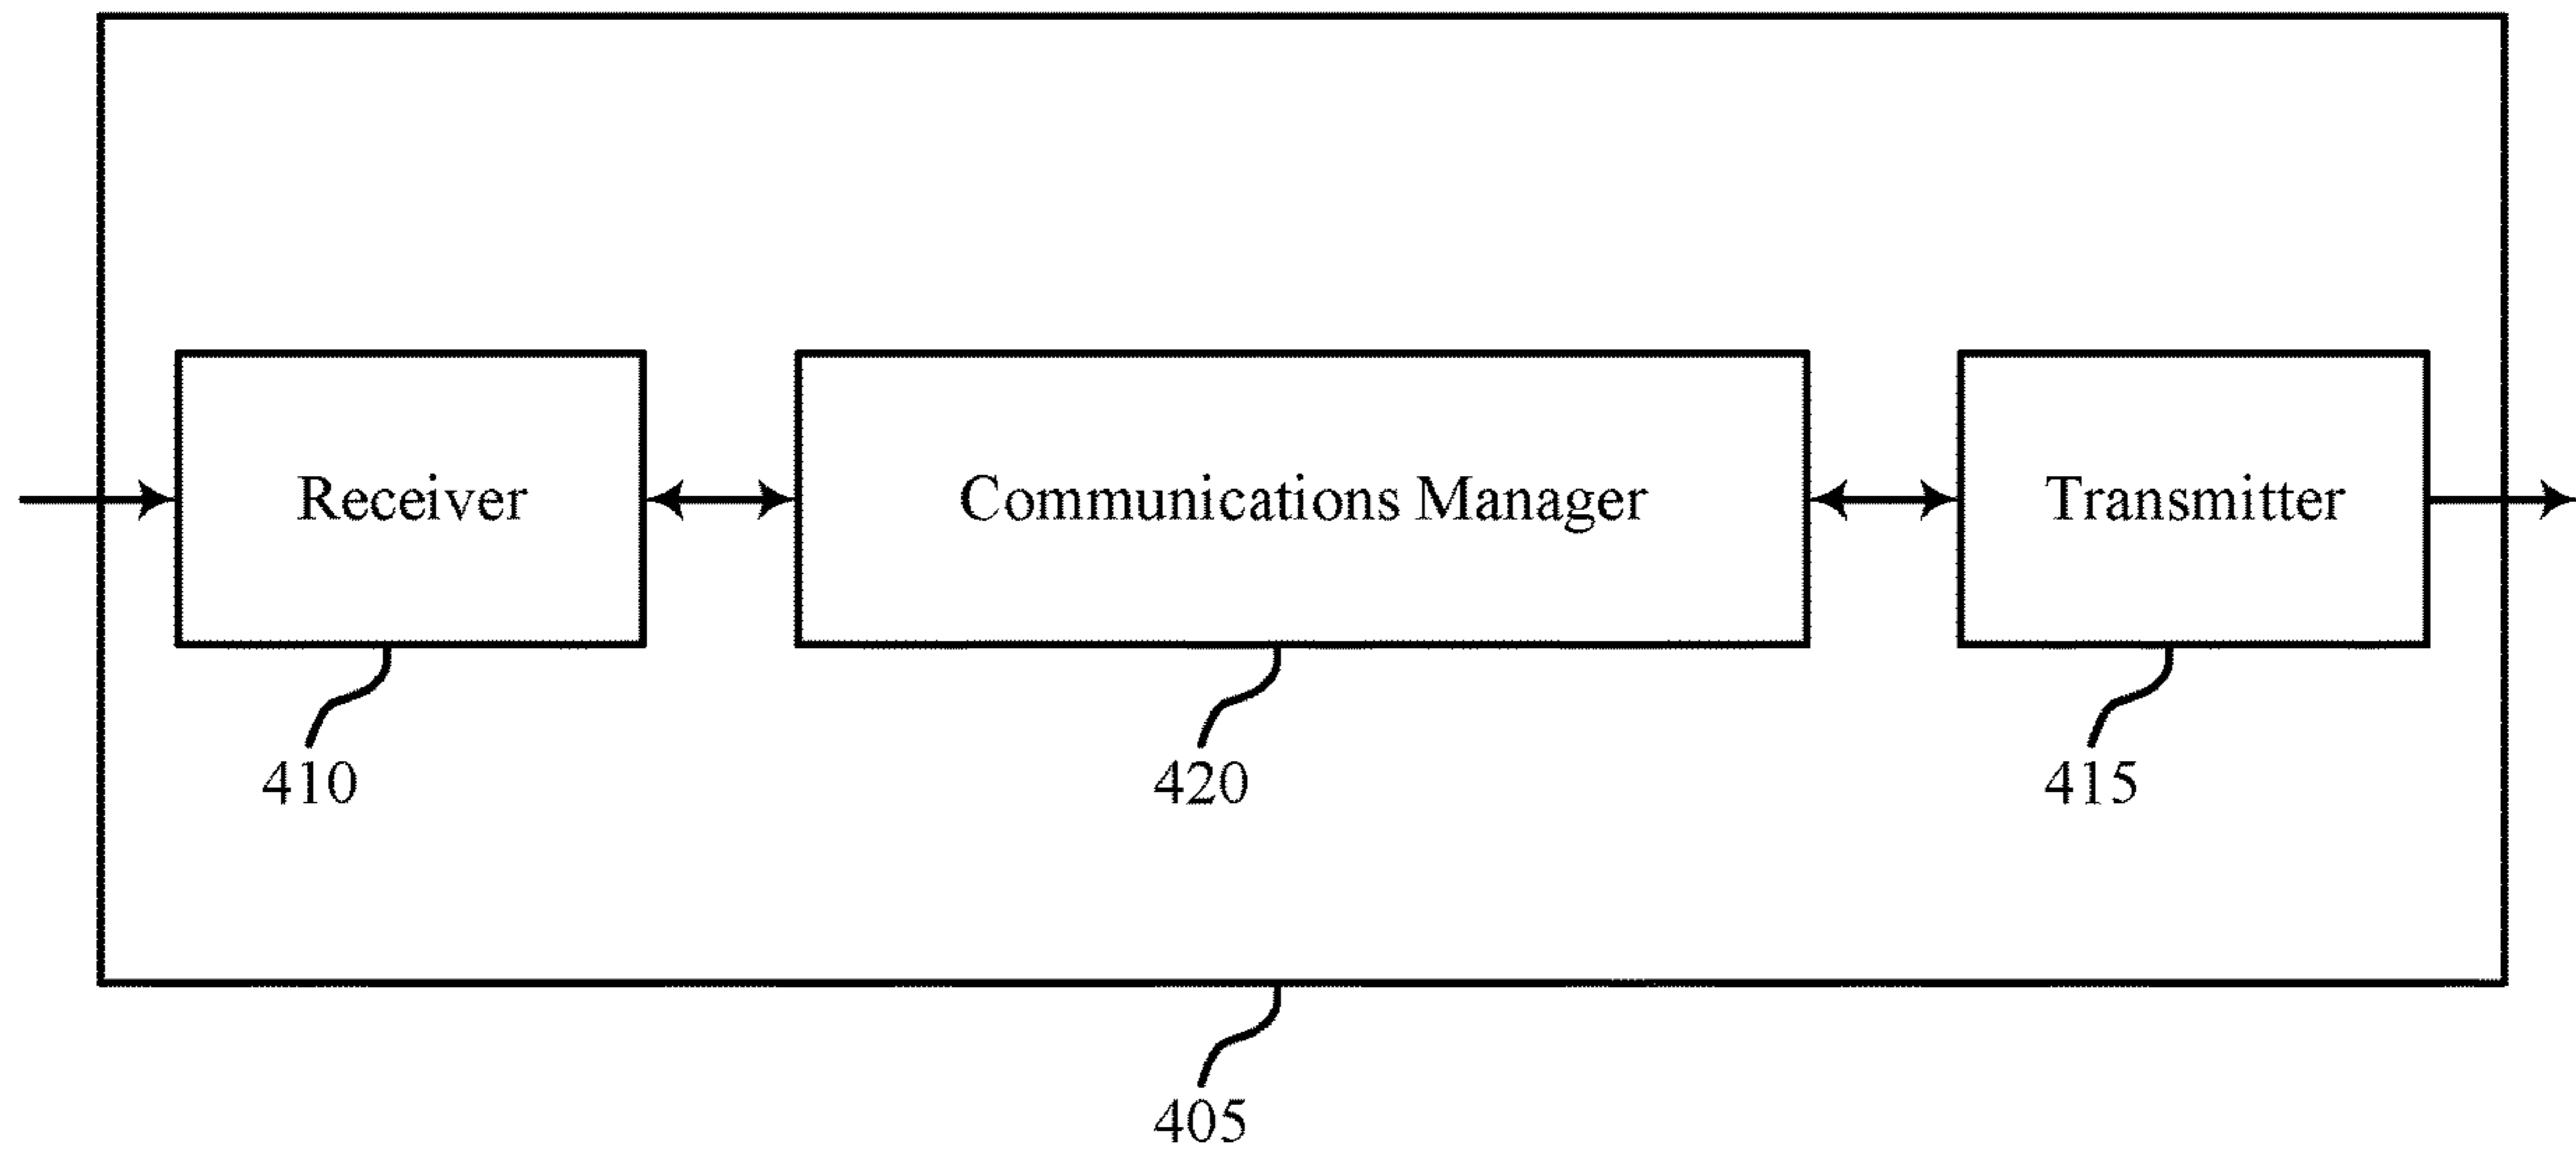 Receiver
Communications Manager
Transmitter
410
420
415
405